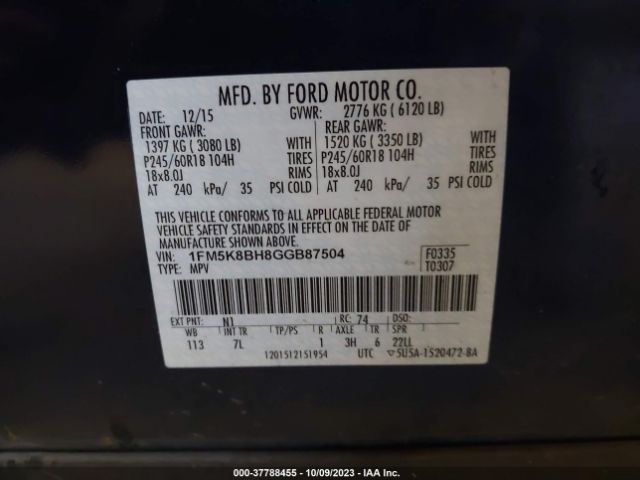 MFD. BY FORD MOTOR CO.
DATE: 12/15 GVWR: 2776 KG ( 6120 LB)
FRONT GAWR: REAR GAWR:
1397 KG ( 3080 LB) WITH 1520 KG ( 3350 LB) WITH
P245/60R18 104H TIRES P245/60R18 104H TIRES
18x8.0J RIMS 18x8.0J RIMS
AT 240 kPa/ 35 PSI COLD AT 240 kPa/ 35 PSI COLD
THIS VEHICLE CONFORMS TO ALL APPLICABLE FEDERAL MOTOR
VEHICLE SAFETY STANDARDS IN EFFECT ON THE DATE OF
MANUFACTURE SHOWN ABOVE.
VIN: 1FM5K8BH8GGB87504 F0335
TYPE: MPV T0307
EXT PNT: N1 RC: 74 DSO:
WB INT TR TP/PS R AXLE TR SPR
113 7L 1 3H 6 22LL
1201512151954 UTC ▽5U5A-1520472-BA
© COPART 37788455 - 10/09/2023 - IAA Inc.